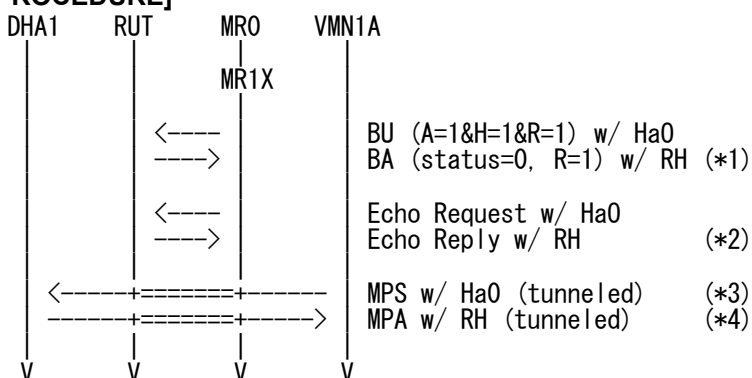 ROCEDURE]
DHA1 RUT MR0 VMN1A
| | | |
| | MR1X |
| | | |
| | <---- | | BU (A=1&H=1&R=1) w/ HaO
| | ----> | | BA (status=0, R=1) w/ RH (*1)
| | | |
| | <---- | | Echo Request w/ HaO
| | ----> | | Echo Reply w/ RH (*2)
| | | |
| <-----+=======+------ | MPS w/ HaO (tunneled) (*3)
| ------+=======+-----> | MPA w/ RH (tunneled) (*4)
| | | |
V V V V